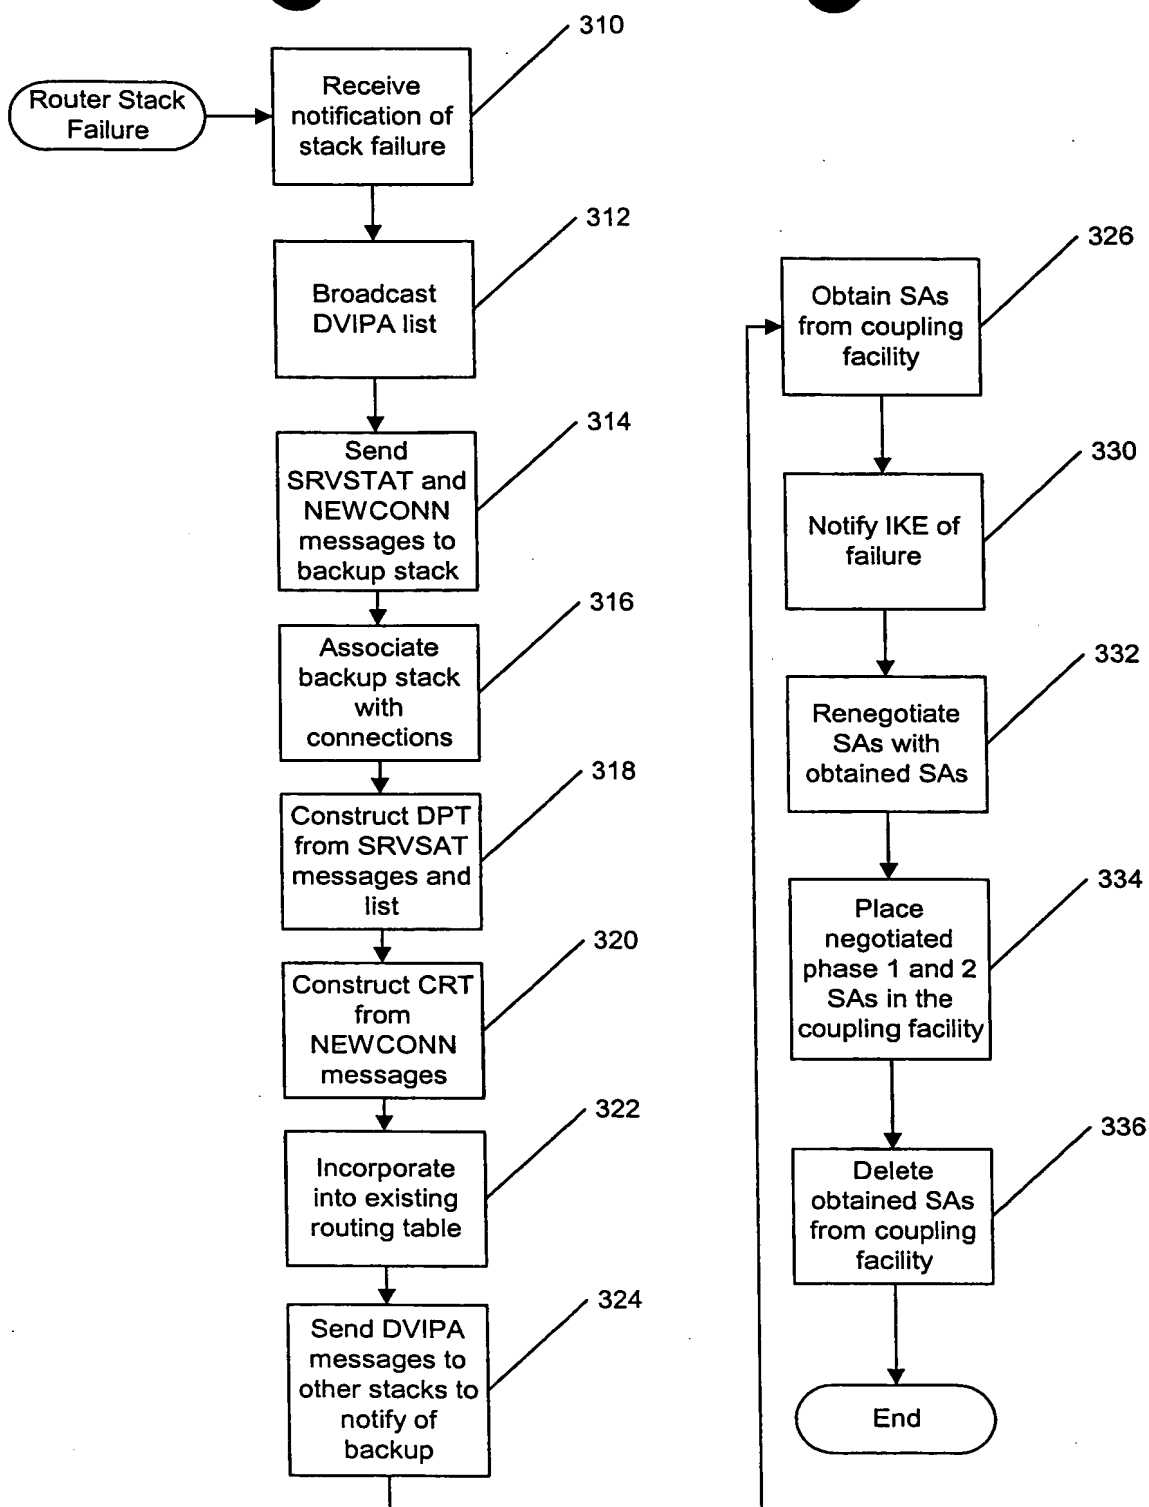 310
Router Stack
Failure
Receive
notification of
stack failure
312
Broadcast
DVIPA list
314
Send
SRVSTAT and
NEWCONN
messages to
backup stack
316
Associate
backup stack
with
connections
318
Construct DPT
from SRVSAT
messages and
list
320
Construct CRT
from
NEWCONN
messages
322
Incorporate
into existing
routing table
324
Send DVIPA
messages to
other stacks to
notify of
backup
326
Obtain SAs
from coupling
facility
330
Notify IKE of
failure
332
Renegotiate
SAs with
obtained SAs
334
Place
negotiated
phase 1 and 2
SAs in the
coupling facility
336
Delete
obtained SAs
from coupling
facility
End